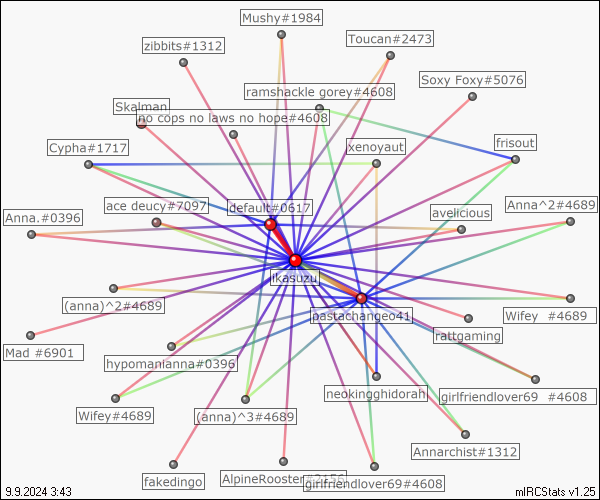 Mushy#1984
zibbits#1312
Toucan#2473
Soxy Foxy#5076
ramshackle gorey#4608
Skalman
no cops no laws no hope#4608
Cypha#1717
xenoyaut
frisout
ace deucy#7097
default#0617
Anna.#0396
avelicious
Anna^2#4689
ikasuzu
(anna)^2#4689
pastachangeo41
Wifey #4689
rattgaming
Mad #6901
hypomanianna#0396
neokingghidorah
girlfriendlover69 #4608
Wifey#4689
(anna)^3#4689
Annarchist#1312
fakedingo
girlfriendlover69#4608
9.9.2024 3:43
mIRCStats v1.25